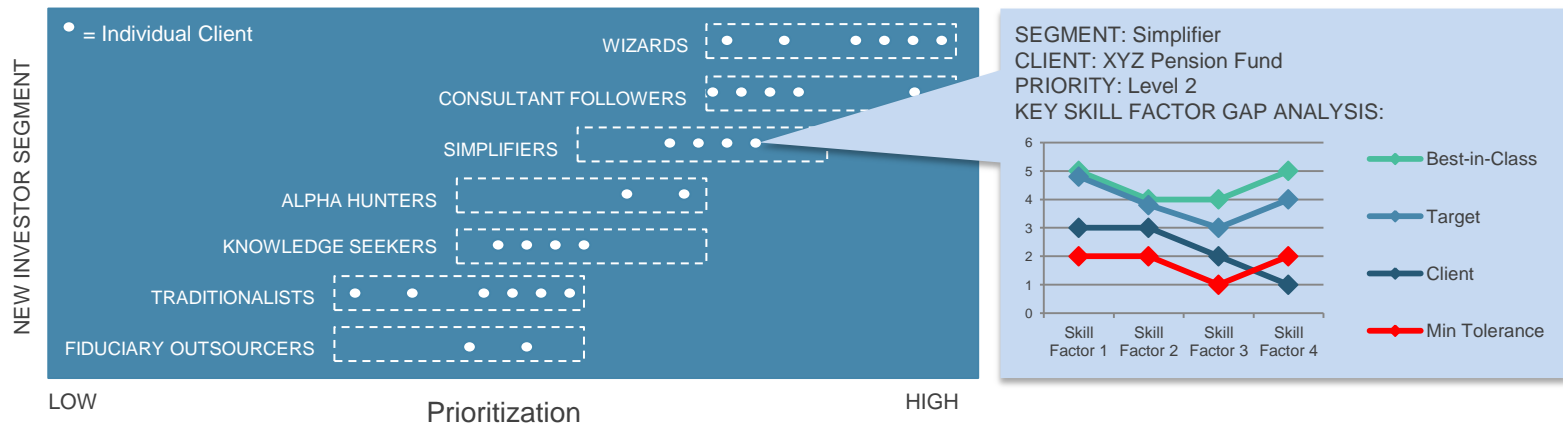 = Individual Client
NEW INVESTOR SEGMENT
WIZARDS
CONSULTANT FOLLOWERS
SIMPLIFIERS
ALPHA HUNTERS
KNOWLEDGE SEEKERS
TRADITIONALISTS
FIDUCIARY OUTSOURCERS
LOW
Prioritization
HIGH
SEGMENT: Simplifier
CLIENT: XYZ Pension Fund
PRIORITY: Level 2
KEY SKILL FACTOR GAP ANALYSIS:
6
5
4
3
2
1
0
Skill
Factor 1
Skill
Factor 2
Skill
Factor 3
Skill
Factor 4
Best-in-Class
Target
Client
Min Tolerance